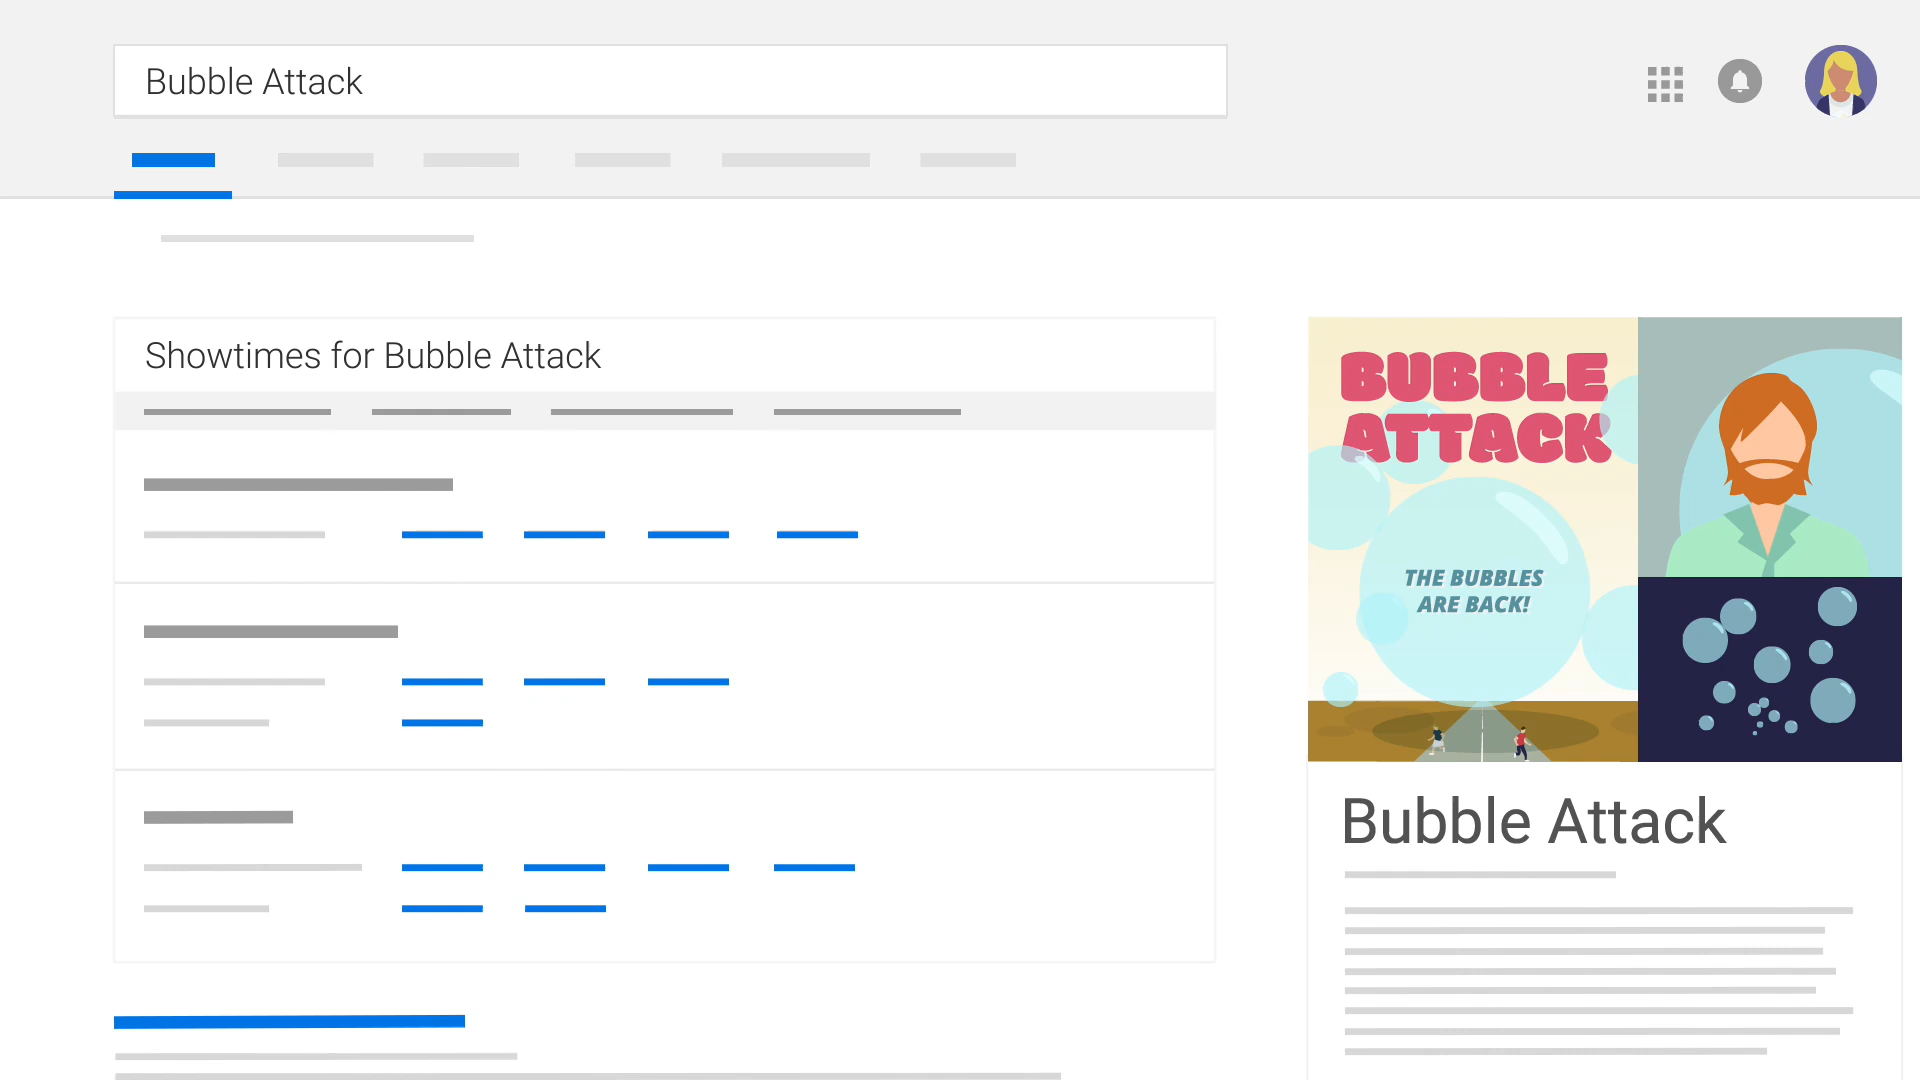 Bubble Attack
Showtimes for Bubble Attack
BUBBLE
ATTACK
THE BUBBLES
ARE BACK!
Bubble Attack